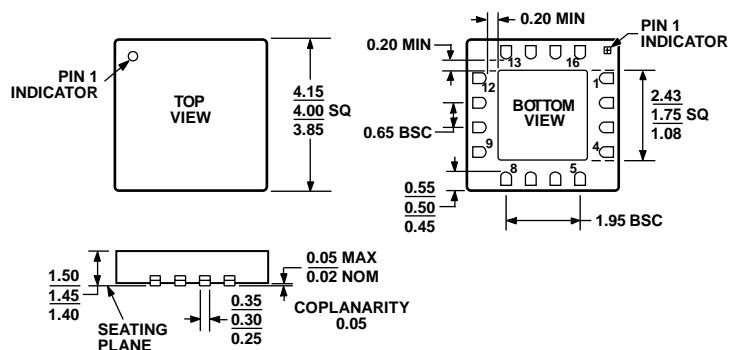 PIN 1
INDICATOR
TOP
VIEW
4.15
4.00 SQ
3.85
0.20 MIN
0.20 MIN
PIN 1
INDICATOR
13
16
12
1
BOTTOM
VIEW
0.65 BSC
9
4
8
5
2.43
1.75 SQ
1.08
0.55
0.50
0.45
1.95 BSC
1.50
1.45
1.40
SEATING
PLANE
0.35
0.30
0.25
0.05 MAX
0.02 NOM
COPLANARITY
0.05